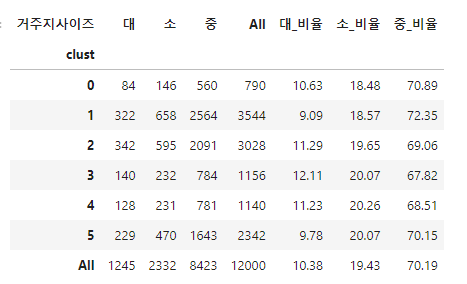 거주지사이즈 대 소 중 All 대_비율 소_비율 중_비율
clust
0 84 146 560 790 10.63 18.48 70.89
1 322 658 2564 3544 9.09 18.57 72.35
2 342 595 2091 3028 11.29 19.65 69.06
3 140 232 784 1156 12.11 20.07 67.82
4 128 231 781 1140 11.23 20.26 68.51
5 229 470 1643 2342 9.78 20.07 70.15
All 1245 2332 8423 12000 10.38 19.43 70.19